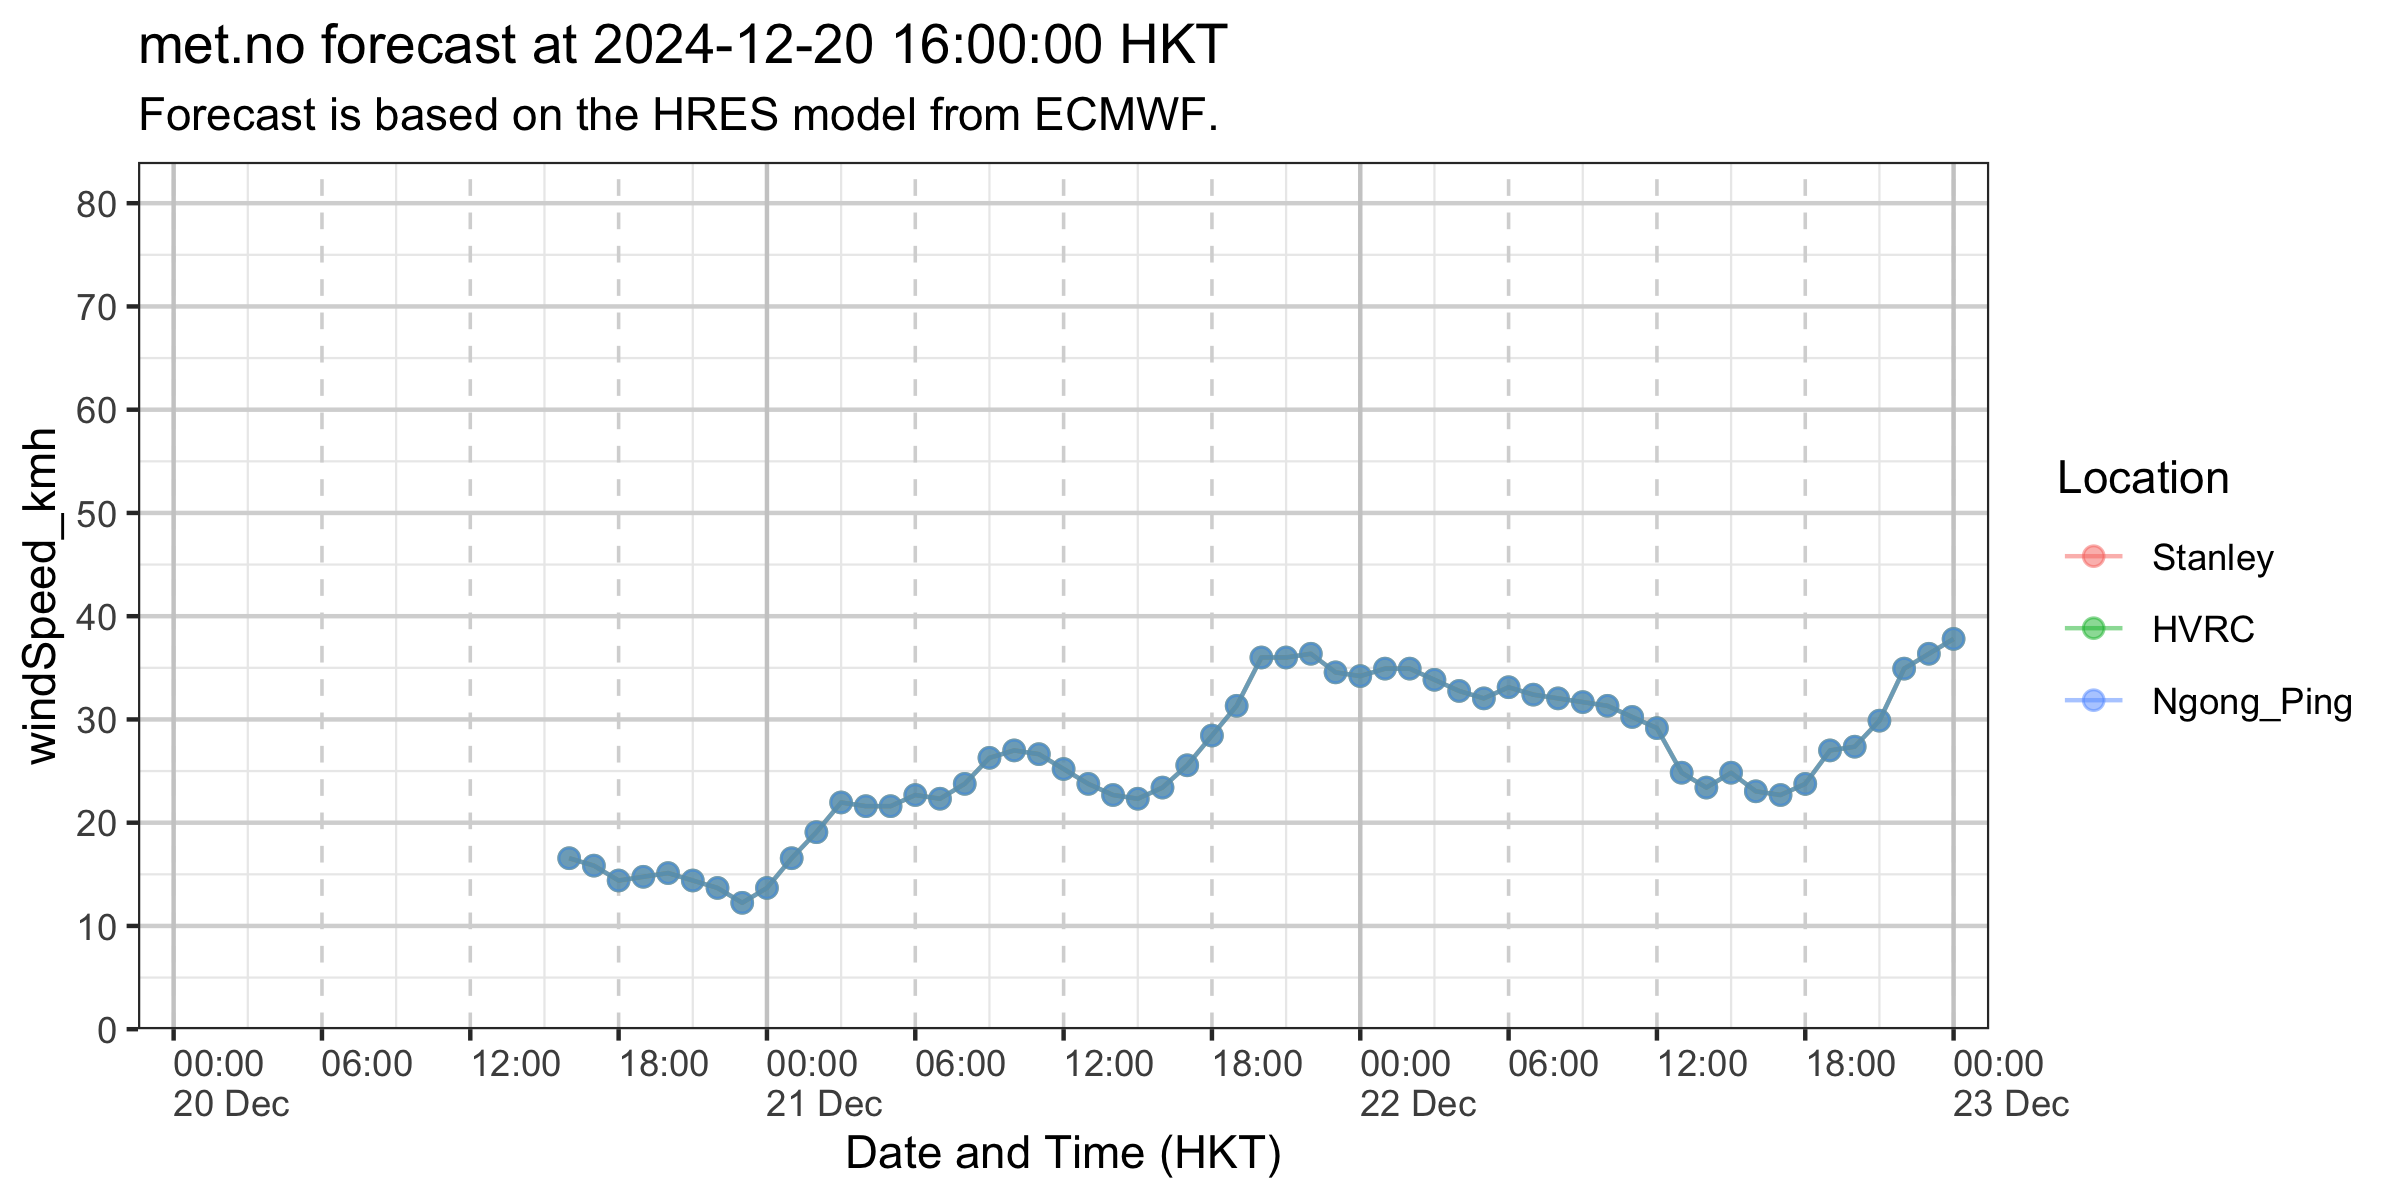 met.no forecast at 2024-12-20 16:00:00 HKT
Forecast is based on the HRES model from ECMWF.
windSpeed_kmh
80
70
60
50
40
30
20
10
0
00:00 06:00 12:00 18:00 00:00 06:00 12:00 18:00 00:00 06:00 12:00 18:00 00:00
20 Dec 21 Dec 22 Dec 23 Dec
Date and Time (HKT)
Location
Stanley
HVRC
Ngong_Ping